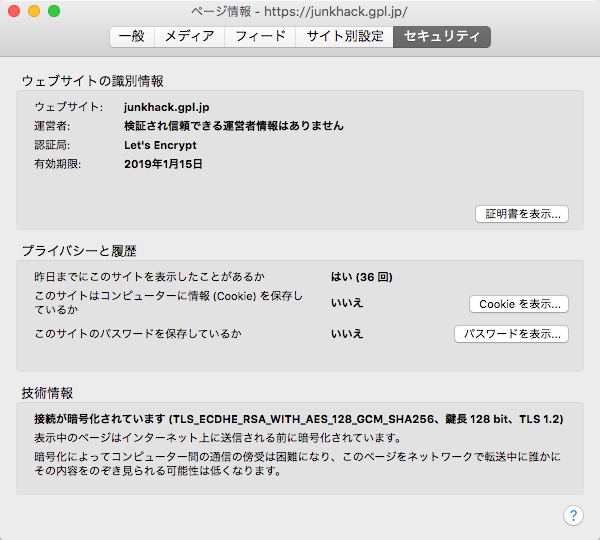 ページ情報 - https://junkhack.gpl.jp/
一般 メディア フィード サイト別設定 セキュリティ
ウェブサイトの識別情報
ウェブサイト: junkhack.gpl.jp
運営者: 検証され信頼できる運営者情報はありません
認証局: Let's Encrypt
有効期限: 2019年1月15日
証明書を表示...
プライバシーと履歴
昨日までにこのサイトを表示したことがあるか はい (36 回)
このサイトはコンピューターに情報 (Cookie) を保存し
ているか いいえ Cookie を表示...
このサイトのパスワードを保存しているか いいえ パスワードを表示...
技術情報
接続が暗号化されています (TLS_ECDHE_RSA_WITH_AES_128_GCM_SHA256、鍵長 128 bit、TLS 1.2)
表示中のページはインターネット上に送信される前に暗号化されています。
暗号化によってコンピューター間の通信の傍受は困難になり、このページをネットワークで転送中に誰かに
その内容をのぞき見られる可能性は低くなります。
?